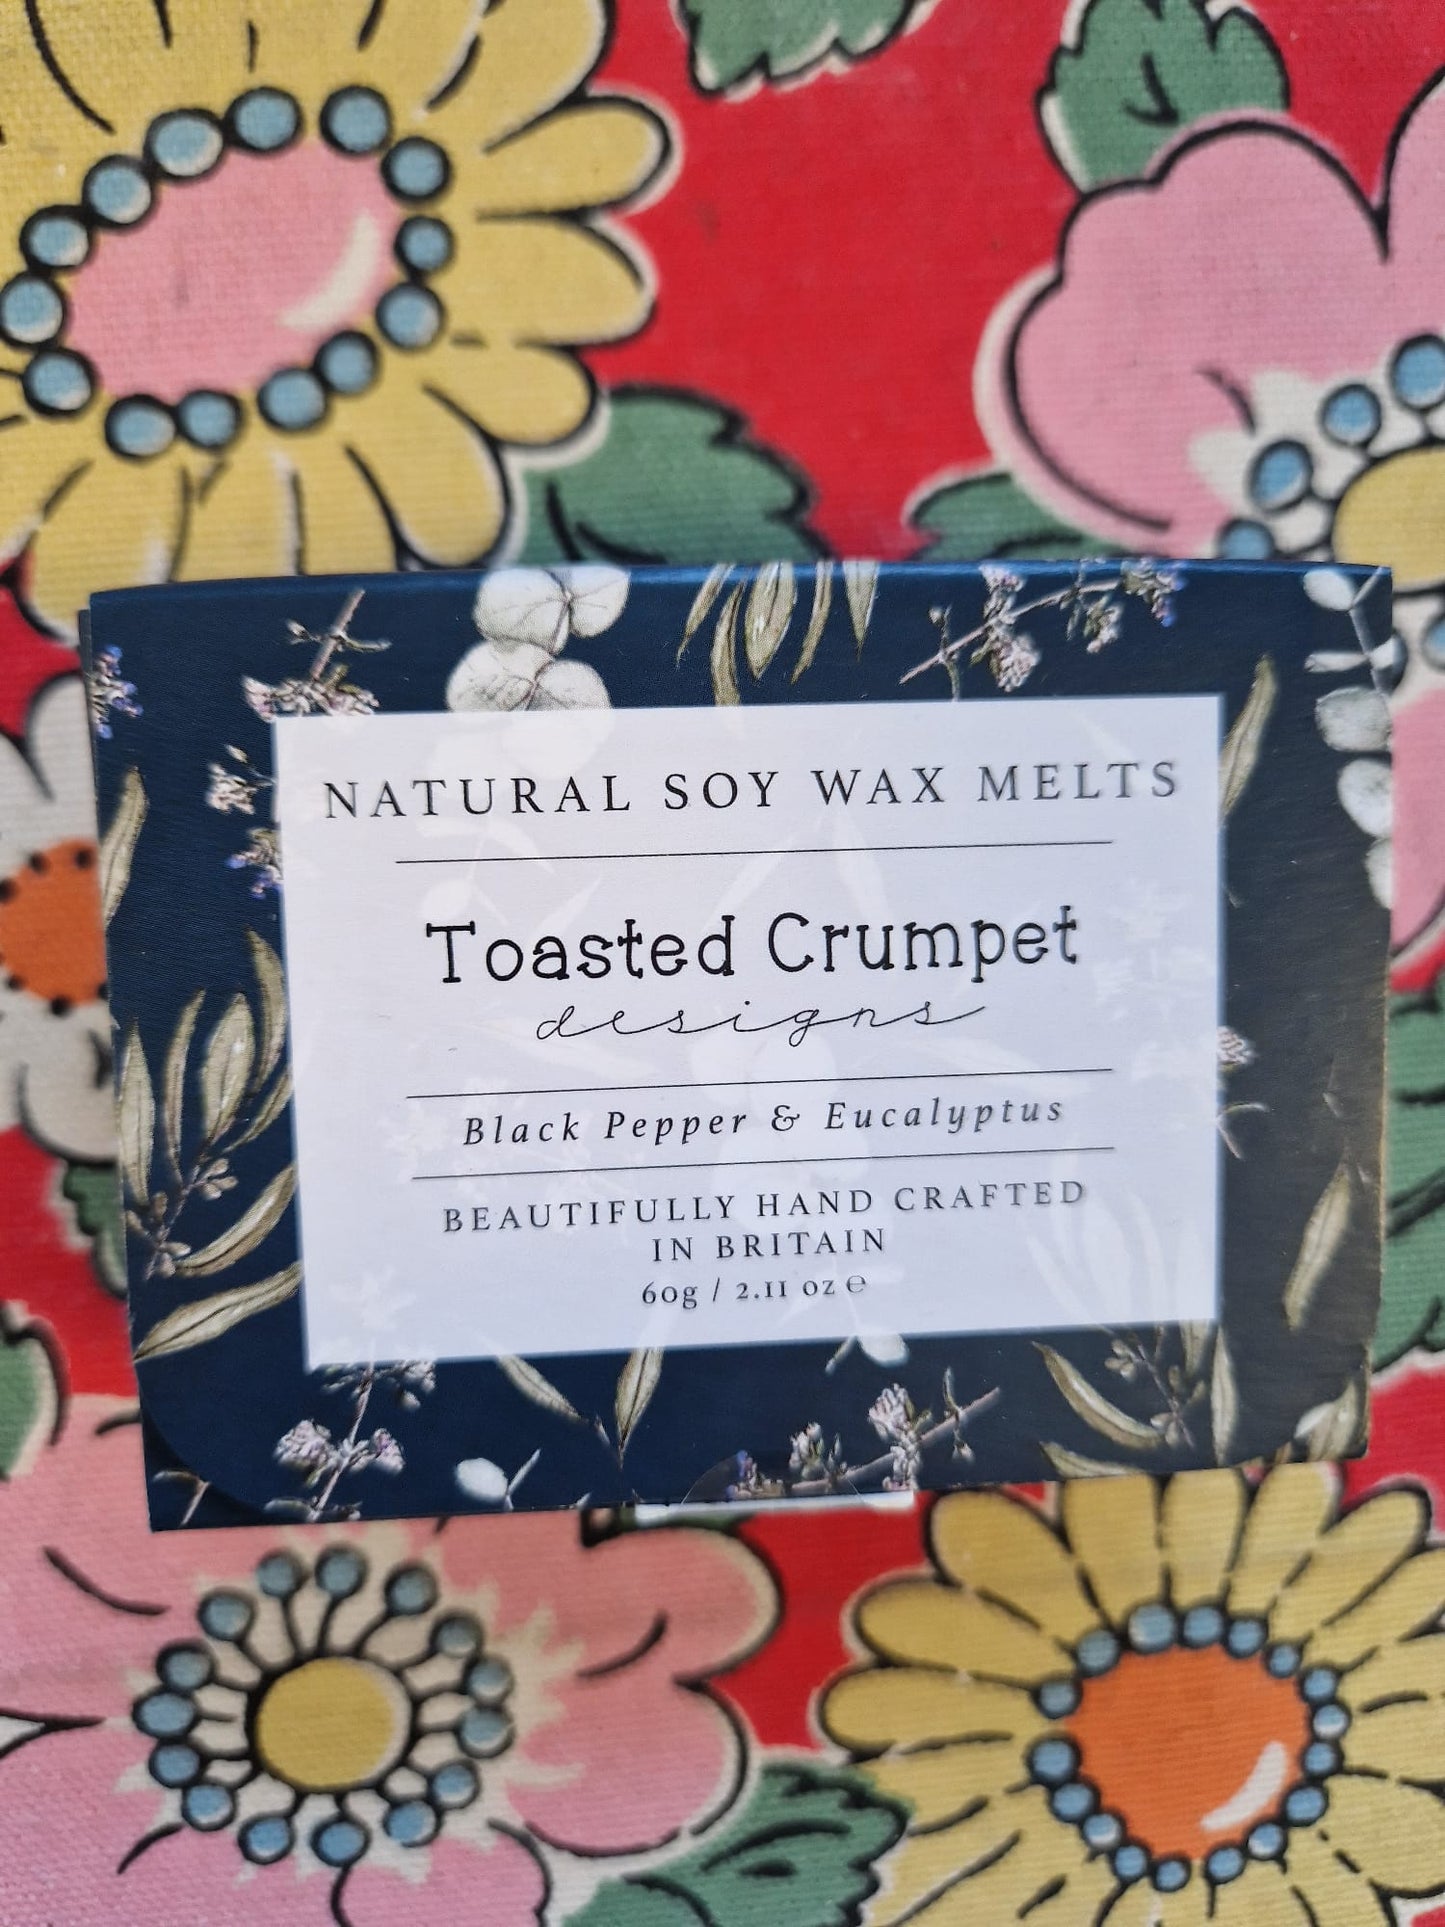 NATURAL SOY WAX MELTS
Toasted Crumpet
designs
Black Pepper & Eucalyptus
BEAUTIFULLY HAND CRAFTED
IN BRITAIN
60g / 2.11 oz ℮